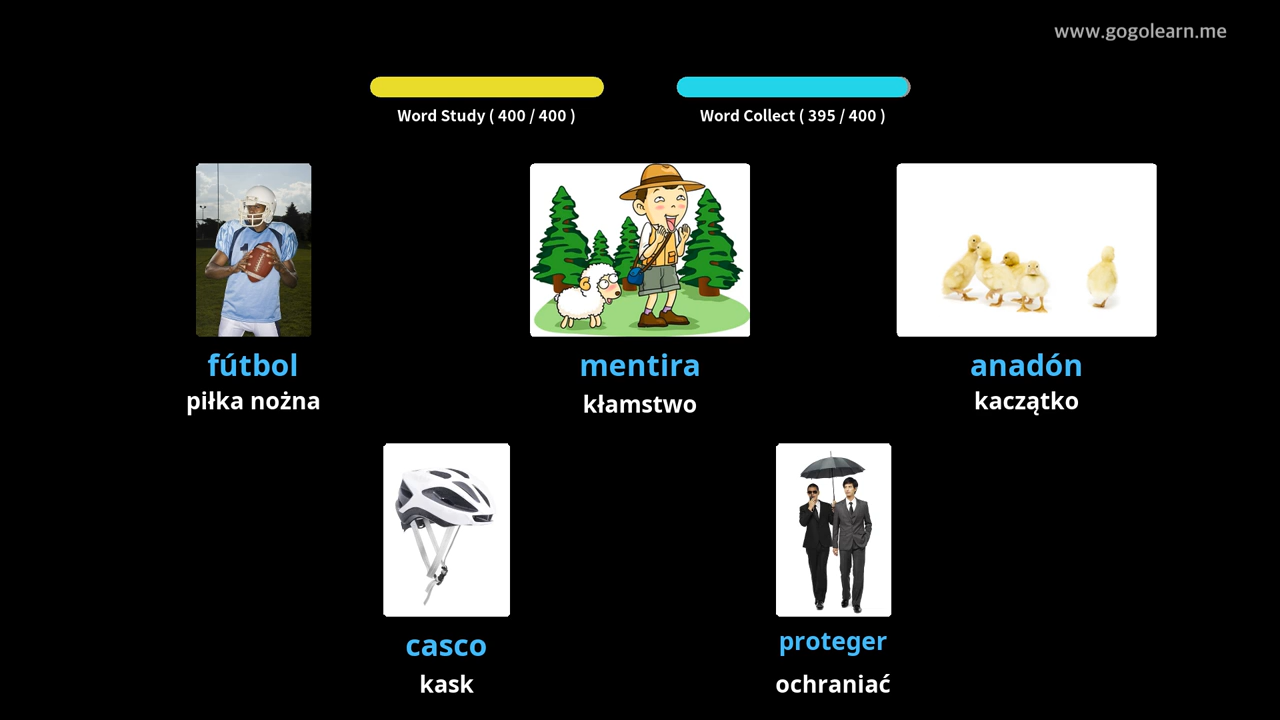 www.gogolearn.me
Word Study ( 400 / 400 )
Word Collect ( 395 / 400 )
fútbol
piłka nożna
mentira
kłamstwo
anadón
kaczątko
casco
kask
proteger
ochraniać